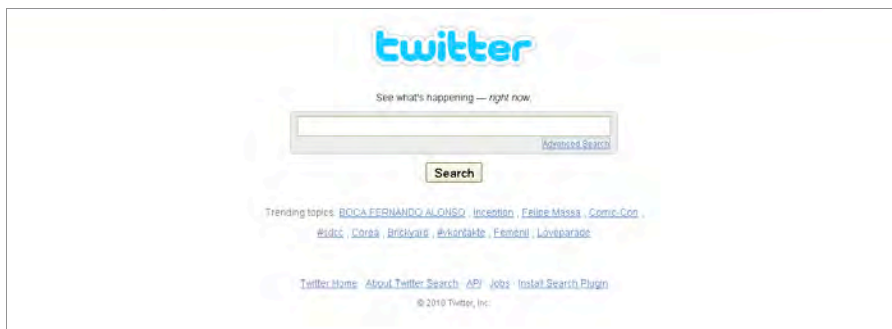 twitter
See what's happening — right now.
Advanced Search
Search
Trending topics: BOCA FERNANDO ALONSO , Inception , Felipe Massa , Comic-Con ,
#sdcc , Corea , Brickyard , #vkontakte , Femenil , Loveparade
Twitter Home · About Twitter Search · API · Jobs · Install Search Plugin
© 2010 Twitter, Inc.